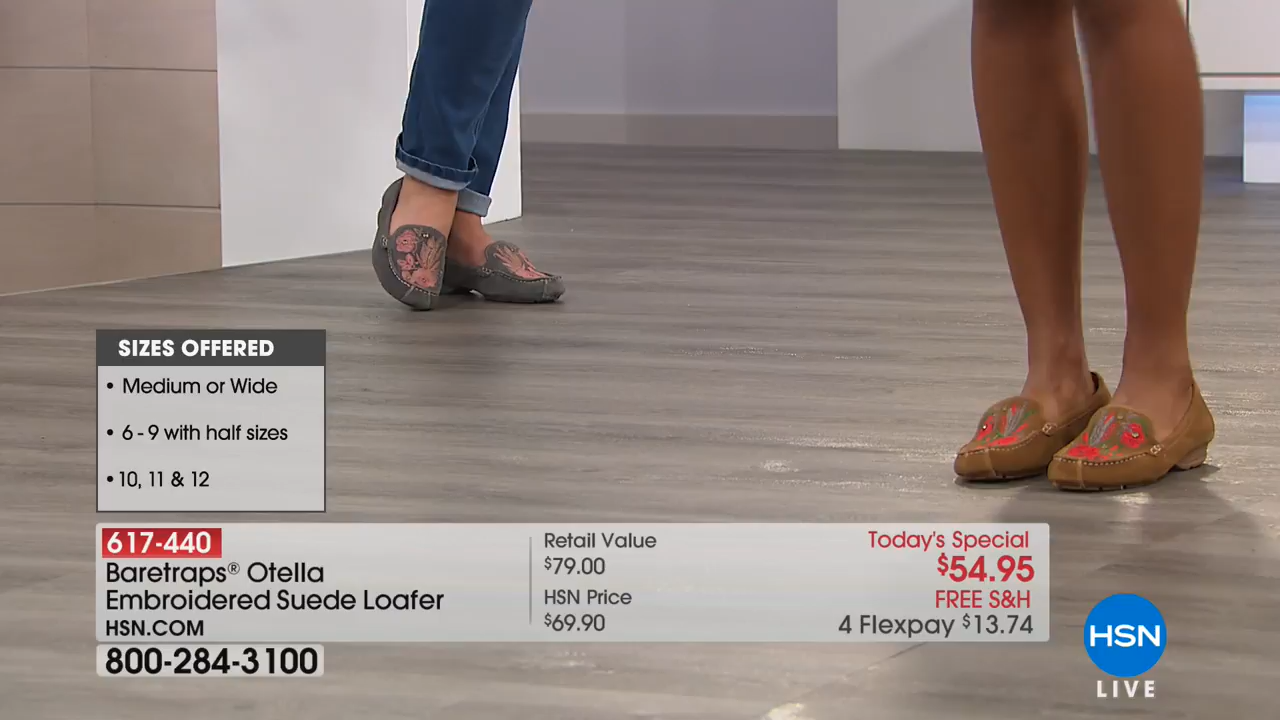 SIZES OFFERED
• Medium or Wide
• 6 - 9 with half sizes
• 10, 11 & 12
617-440
Baretraps® Otella
Embroidered Suede Loafer
HSN.COM
800-284-3100
Retail Value
$79.00
HSN Price
$69.90
Today's Special
$54.95
FREE S&H
4 Flexpay $13.74
HSN
LIVE